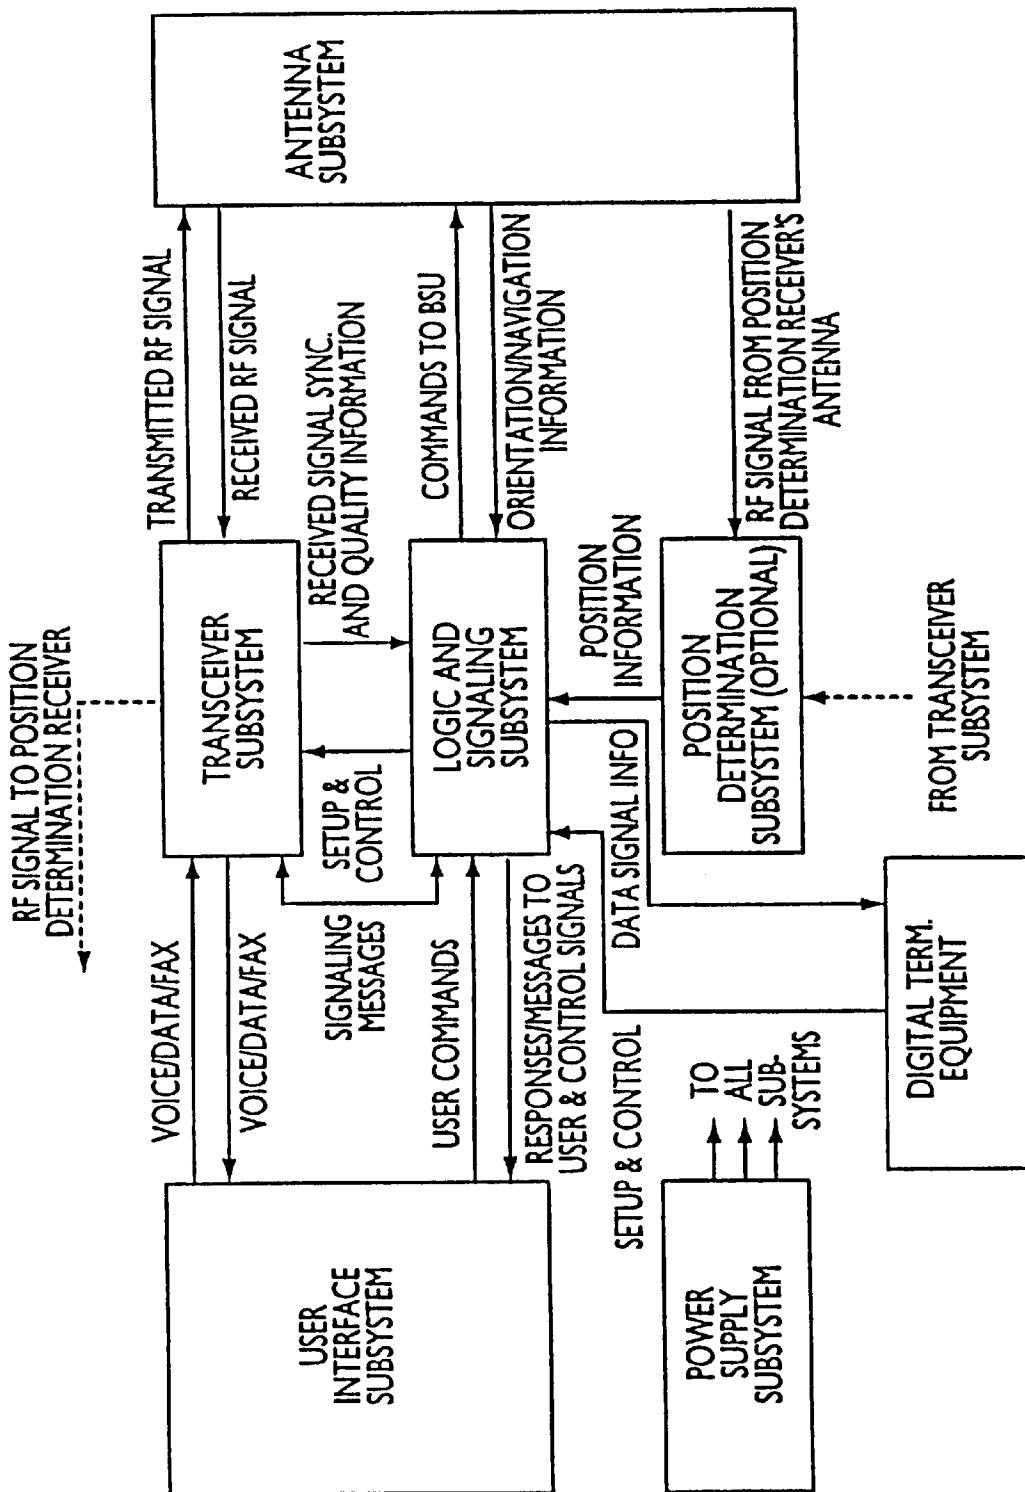 RF SIGNAL TO POSITION
DETERMINATION RECEIVER
VOICE/DATA/FAX
VOICE/DATA/FAX
TRANSCEIVER
SUBSYSTEM
TRANSMITTED RF SIGNAL
RECEIVED RF SIGNAL
ANTENNA
SUBSYSTEM
SIGNALING
MESSAGES
SETUP &
CONTROL
RECEIVED SIGNAL SYNC.
AND QUALITY INFORMATION
USER
INTERFACE
SUBSYSTEM
USER COMMANDS
RESPONSES/MESSAGES TO
USER & CONTROL SIGNALS
LOGIC AND
SIGNALING
SUBSYSTEM
COMMANDS TO BSU
ORIENTATION/NAVIGATION
INFORMATION
SETUP & CONTROL
DATA SIGNAL INFO
POSITION
INFORMATION
POWER
SUPPLY
SUBSYSTEM
TO
ALL
SUB-
SYSTEMS
POSITION
DETERMINATION
SUBSYSTEM (OPTIONAL)
RF SIGNAL FROM POSITION
DETERMINATION RECEIVER'S
ANTENNA
DIGITAL TERM.
EQUIPMENT
FROM TRANSCEIVER
SUBSYSTEM